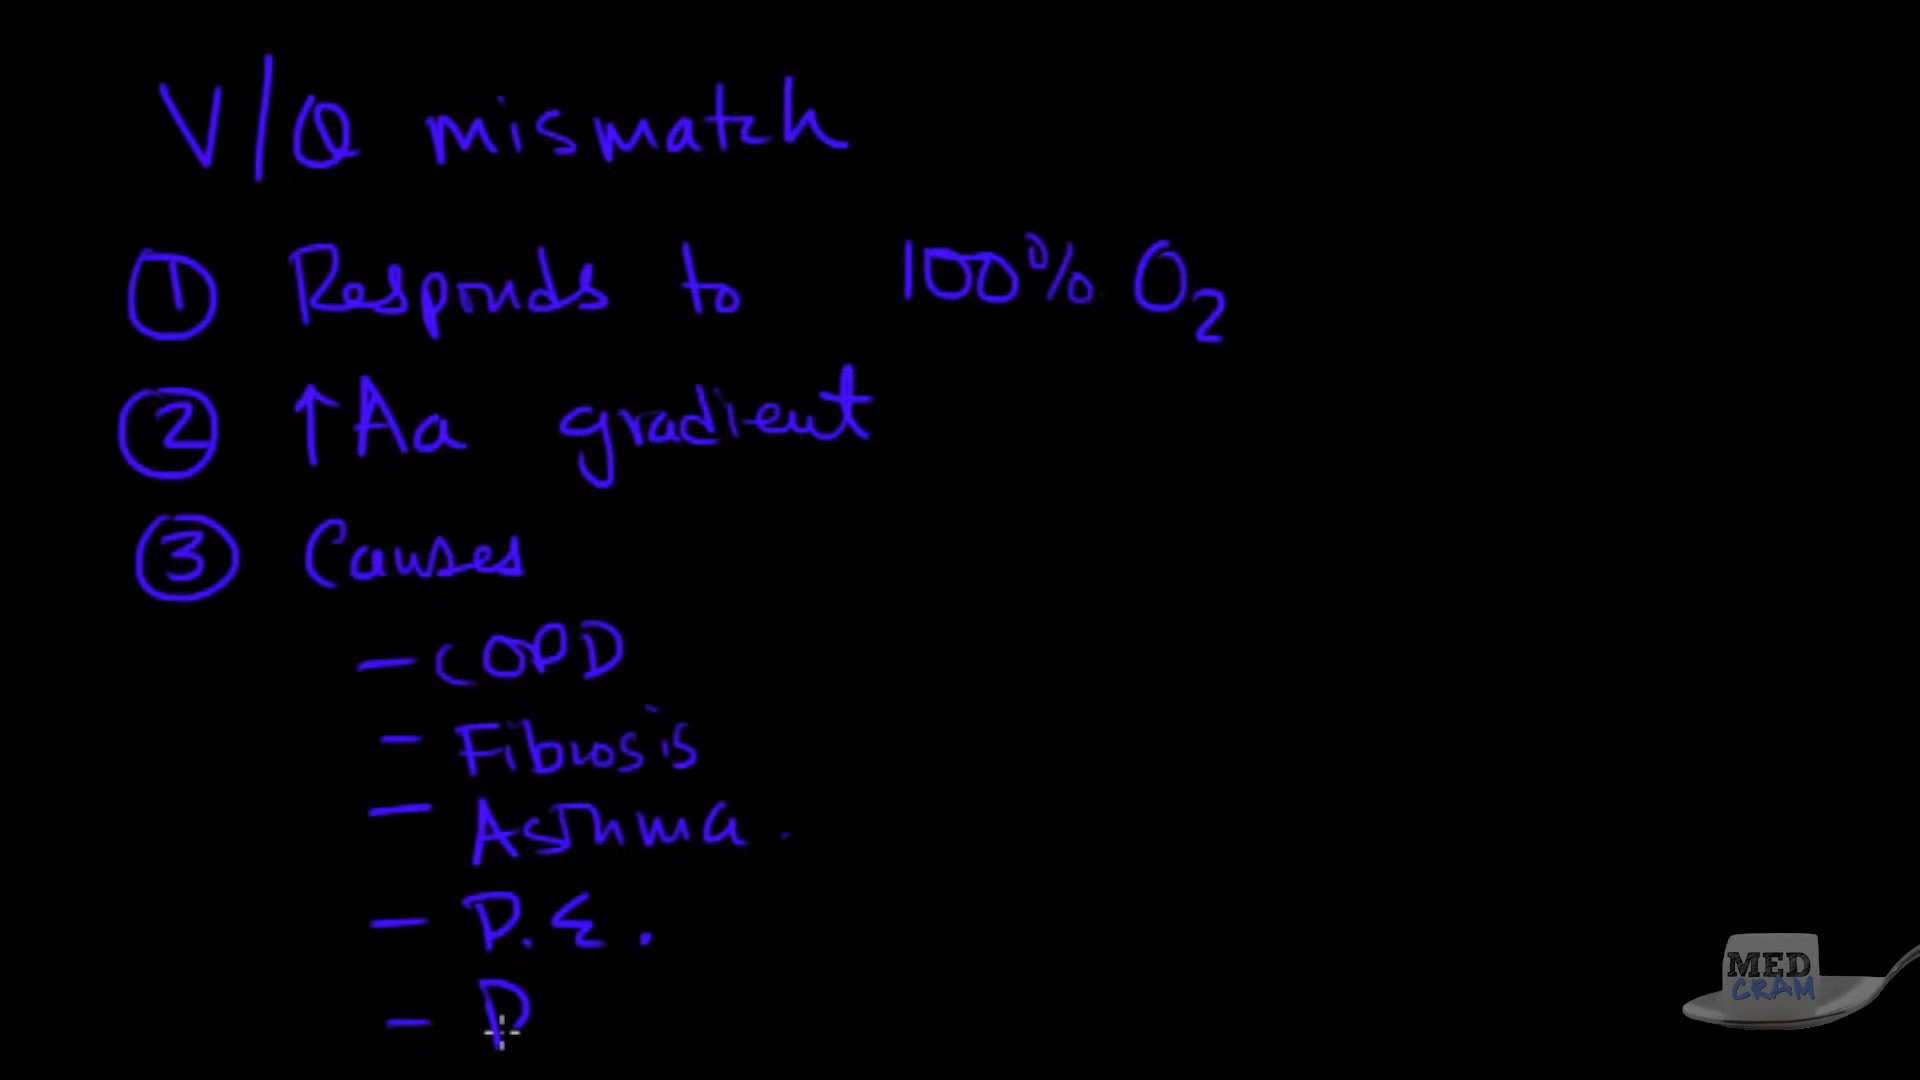 V/Q mismatch
① Responds to 100% O₂
② ↑Aa gradient
③ Causes
- COPD
- Fibrosis
- Asthma.
- P.E.
- P
MED
CRAM